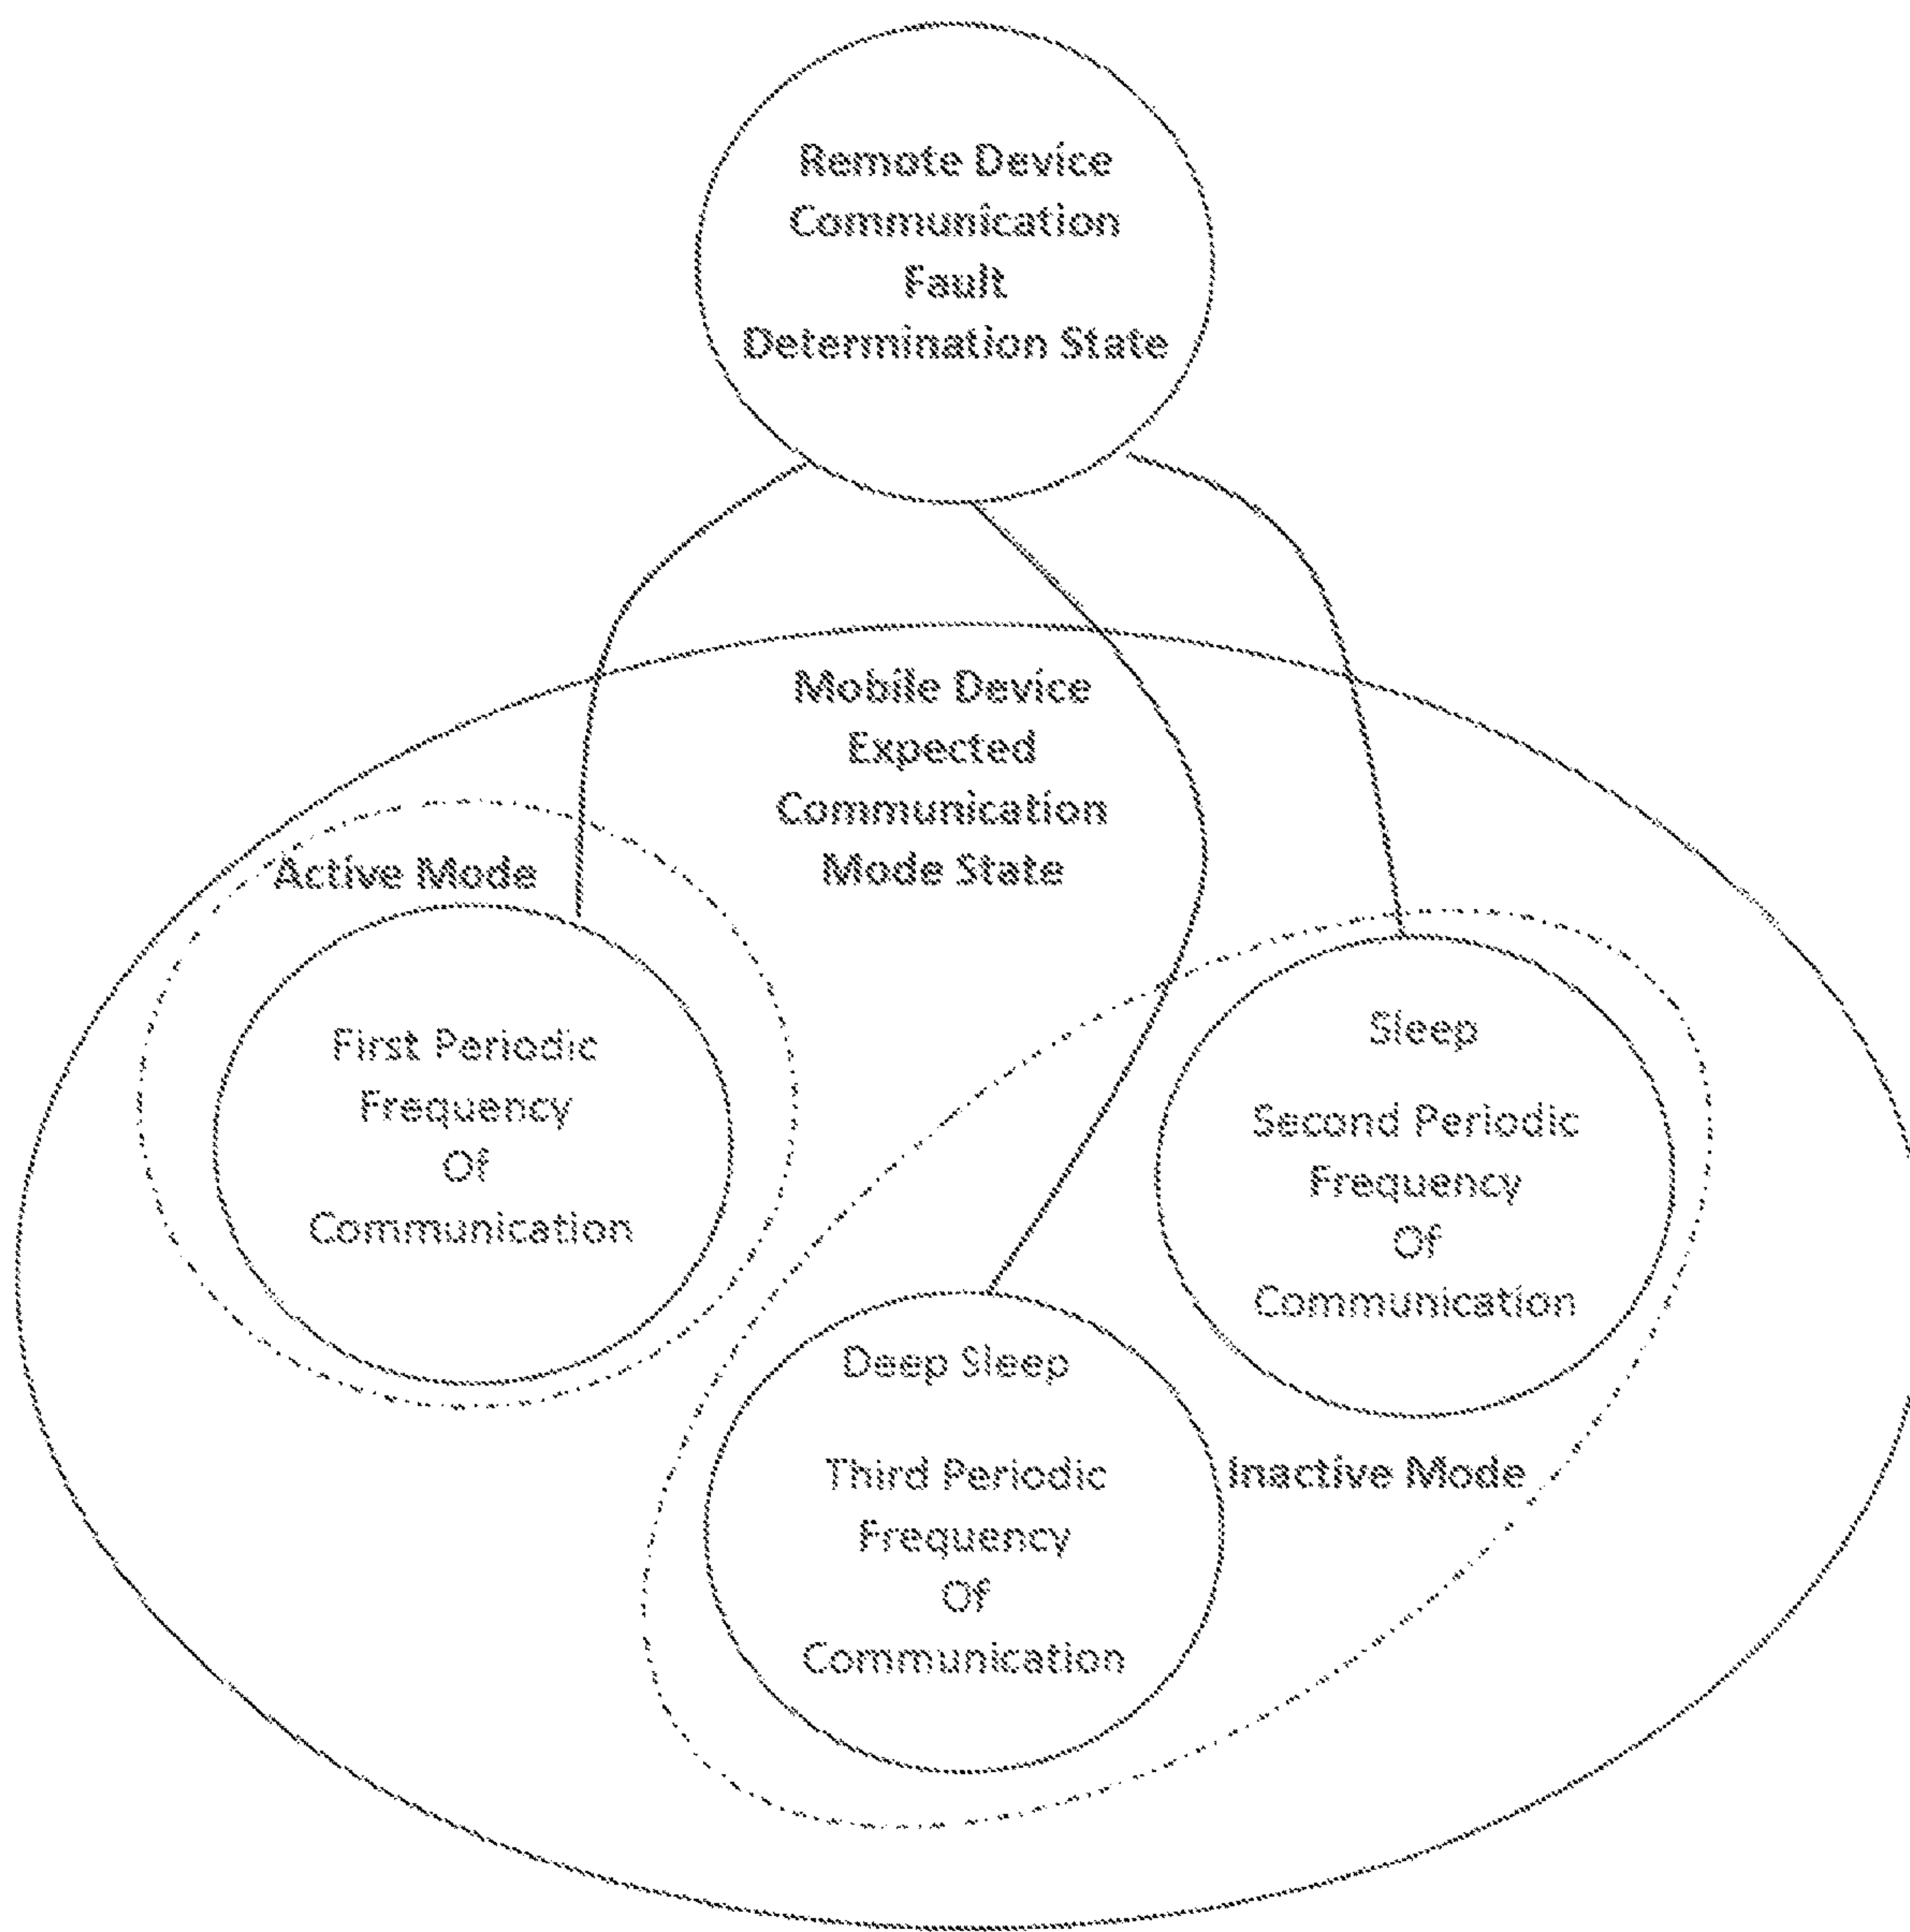 Remote Device
Communication
Fault
Determination State
Mobile Device
Expected
Communication
Mode State
Active Mode
First Periodic
Frequency
Of
Communication
Sleep
Second Periodic
Frequency
Of
Communication
Deep Sleep
Third Periodic
Frequency
Of
Communication
Inactive Mode